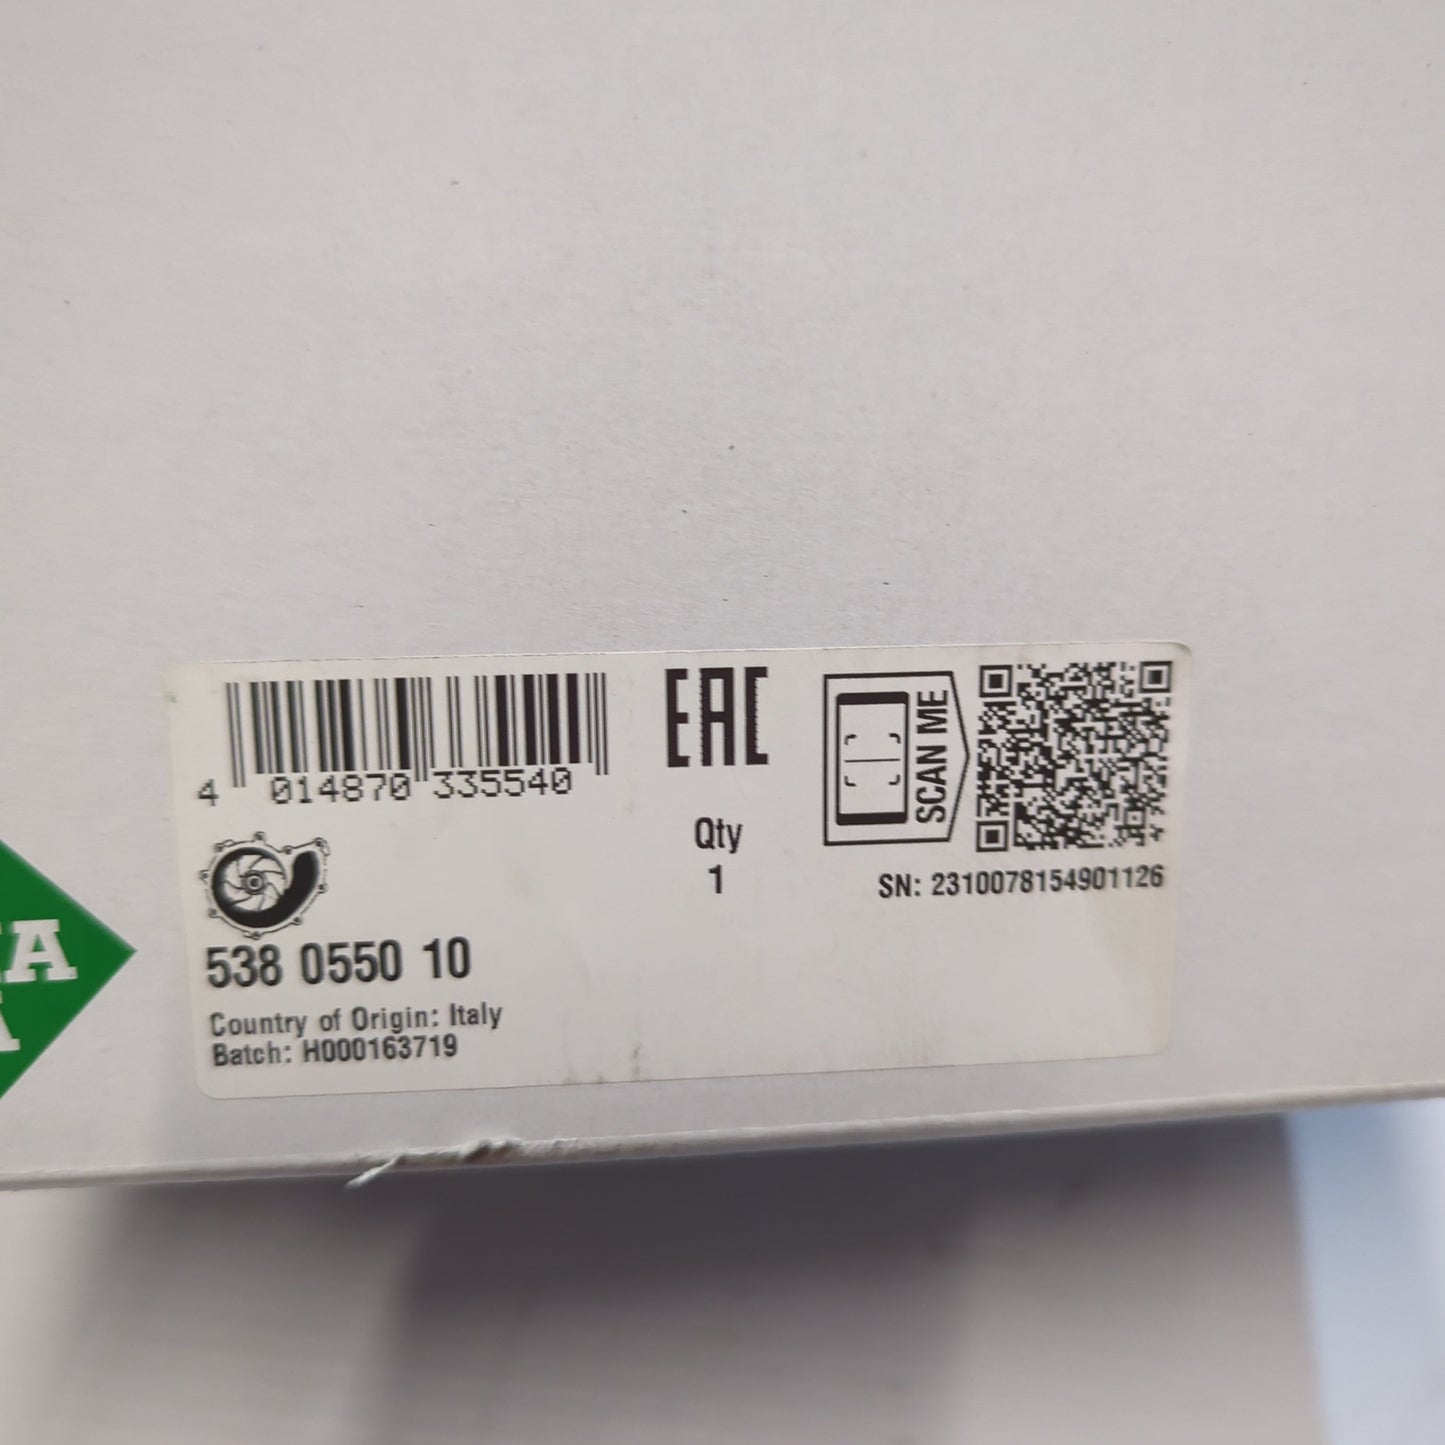 4 014870 335540
EAC
SCAN ME
Qty
1
SN: 2310078154901126
538 0550 10
Country of Origin: Italy
Batch: H000163719